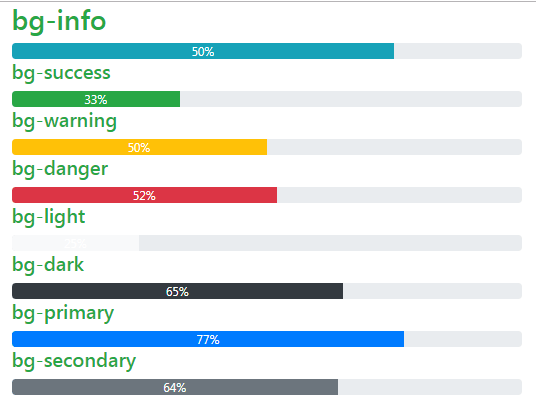 bg-info
50%
bg-success
33%
bg-warning
50%
bg-danger
52%
bg-light
25%
bg-dark
65%
bg-primary
77%
bg-secondary
64%